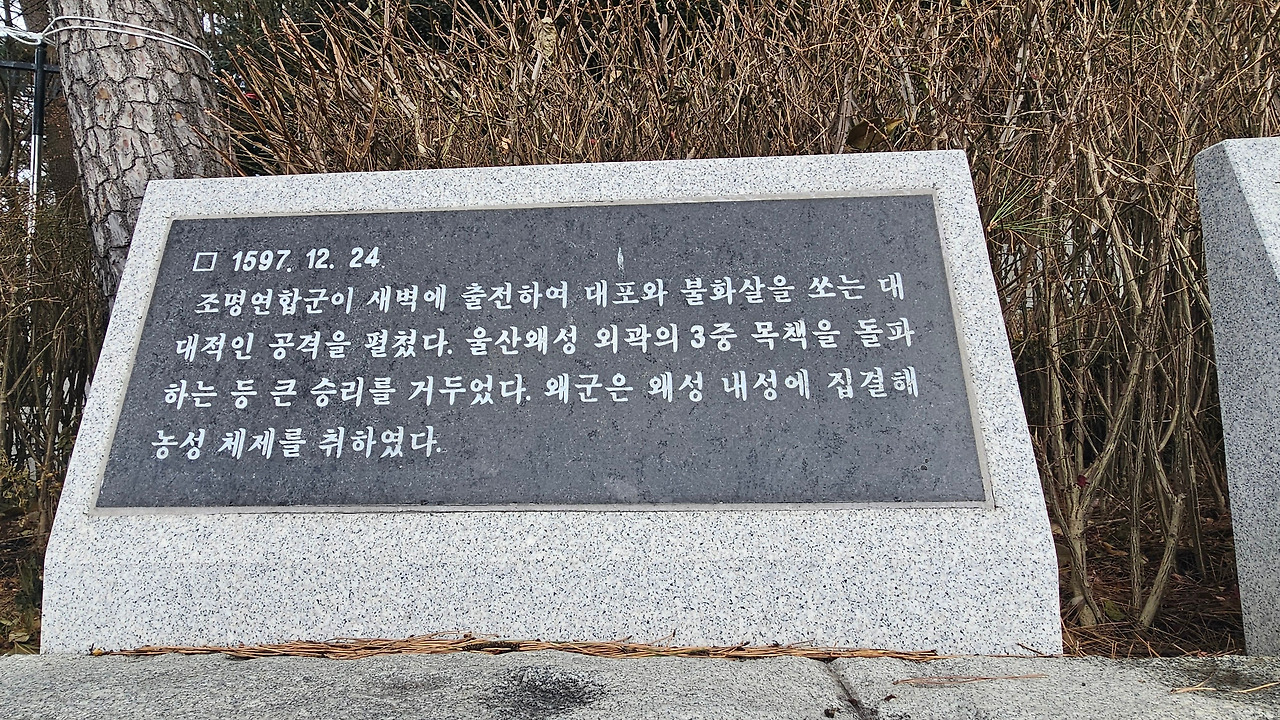 □ 1597. 12. 24.
조명연합군이 새벽에 출전하여 대포와 불화살을 쏘는 대
대적인 공격을 펼쳤다. 울산왜성 외곽의 3중 목책을 돌파
하는 등 큰 승리를 거두었다. 왜군은 왜성 내성에 집결해
농성 체제를 취하였다.